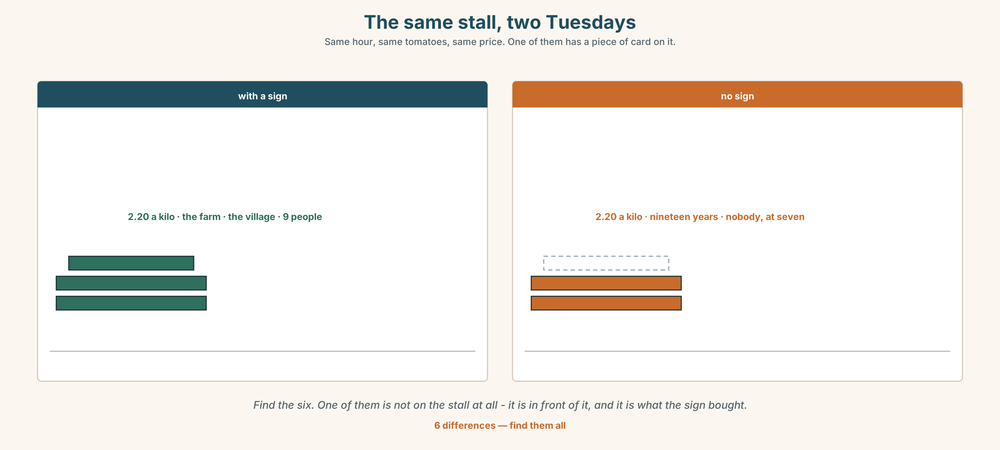 The same stall, two Tuesdays
Same hour, same tomatoes, same price. One of them has a piece of card on it.
with a sign
no sign
2.20 a kilo · the farm · the village · 9 people
2.20 a kilo · nineteen years · nobody, at seven
Find the six. One of them is not on the stall at all - it is in front of it, and it is what the sign bought.
6 differences — find them all